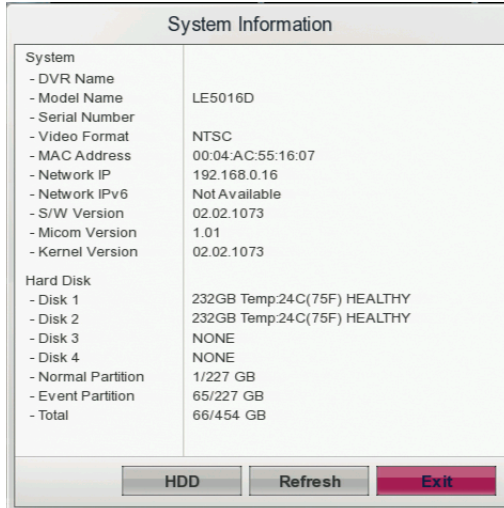 System Information
System
- DVR Name
- Model Name LE5016D
- Serial Number
- Video Format NTSC
- MAC Address 00:04:AC:55:16:07
- Network IP 192.168.0.16
- Network IPv6 Not Available
- S/W Version 02.02.1073
- Micom Version 1.01
- Kernel Version 02.02.1073
Hard Disk
- Disk 1 232GB Temp:24C(75F) HEALTHY
- Disk 2 232GB Temp:24C(75F) HEALTHY
- Disk 3 NONE
- Disk 4 NONE
- Normal Partition 1/227 GB
- Event Partition 65/227 GB
- Total 66/454 GB
HDD Refresh Exit